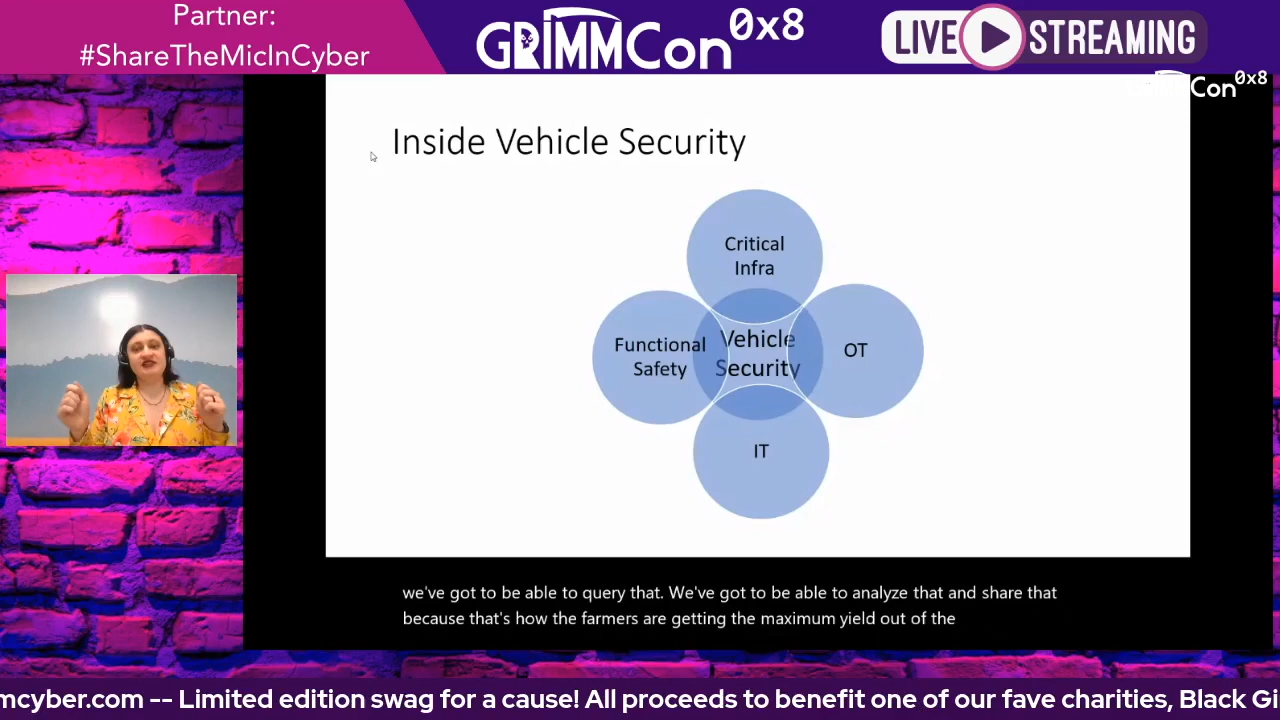 Partner:
#ShareTheMicInCyber
GRIMMCon 0x8
LIVE STREAMING
Con 0x8
Inside Vehicle Security
Critical
Infra
Functional
Safety
Vehicle
Security
OT
IT
we've got to be able to query that. We've got to be able to analyze that and share that
because that's how the farmers are getting the maximum yield out of the
mcyber.com -- Limited edition swag for a cause! All proceeds to benefit one of our fave charities, Black Gi